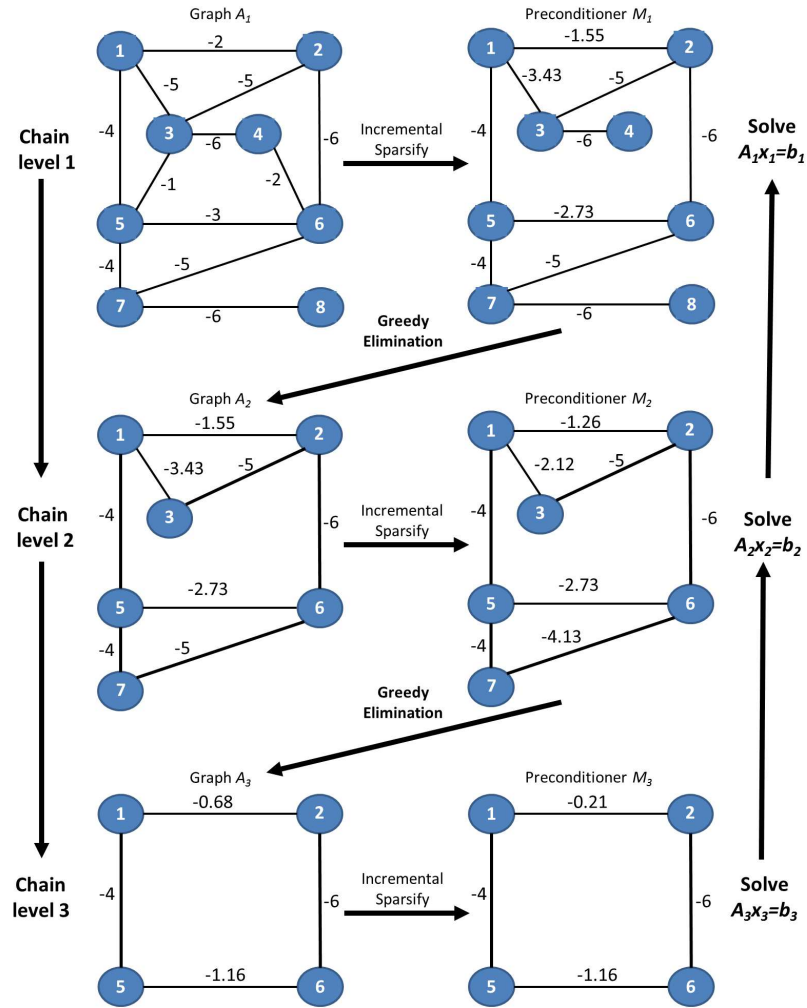 Graph A1
Preconditioner M1
1
-2
2
1
-1.55
2
-5
-5
-3.43
-5
Chain
level 1
-4
3
-6
4
-6
Incremental
Sparsify
-4
3
-6
4
-6
Solve
A1x1=b1
-1
-2
5
-3
6
5
-2.73
6
-4
-5
-4
-5
7
-6
8
7
-6
8
Greedy
Elimination
Graph A2
Preconditioner M2
1
-1.55
2
1
-1.26
2
-3.43
-5
-2.12
-5
Chain
level 2
-4
3
-6
Incremental
Sparsify
-4
3
-6
Solve
A2x2=b2
5
-2.73
6
5
-2.73
6
-4
-5
-4
-4.13
7
7
Greedy
Elimination
Graph A3
Preconditioner M3
1
-0.68
2
1
-0.21
2
Chain
level 3
-4
-6
Incremental
Sparsify
-4
-6
Solve
A3x3=b3
5
-1.16
6
5
-1.16
6